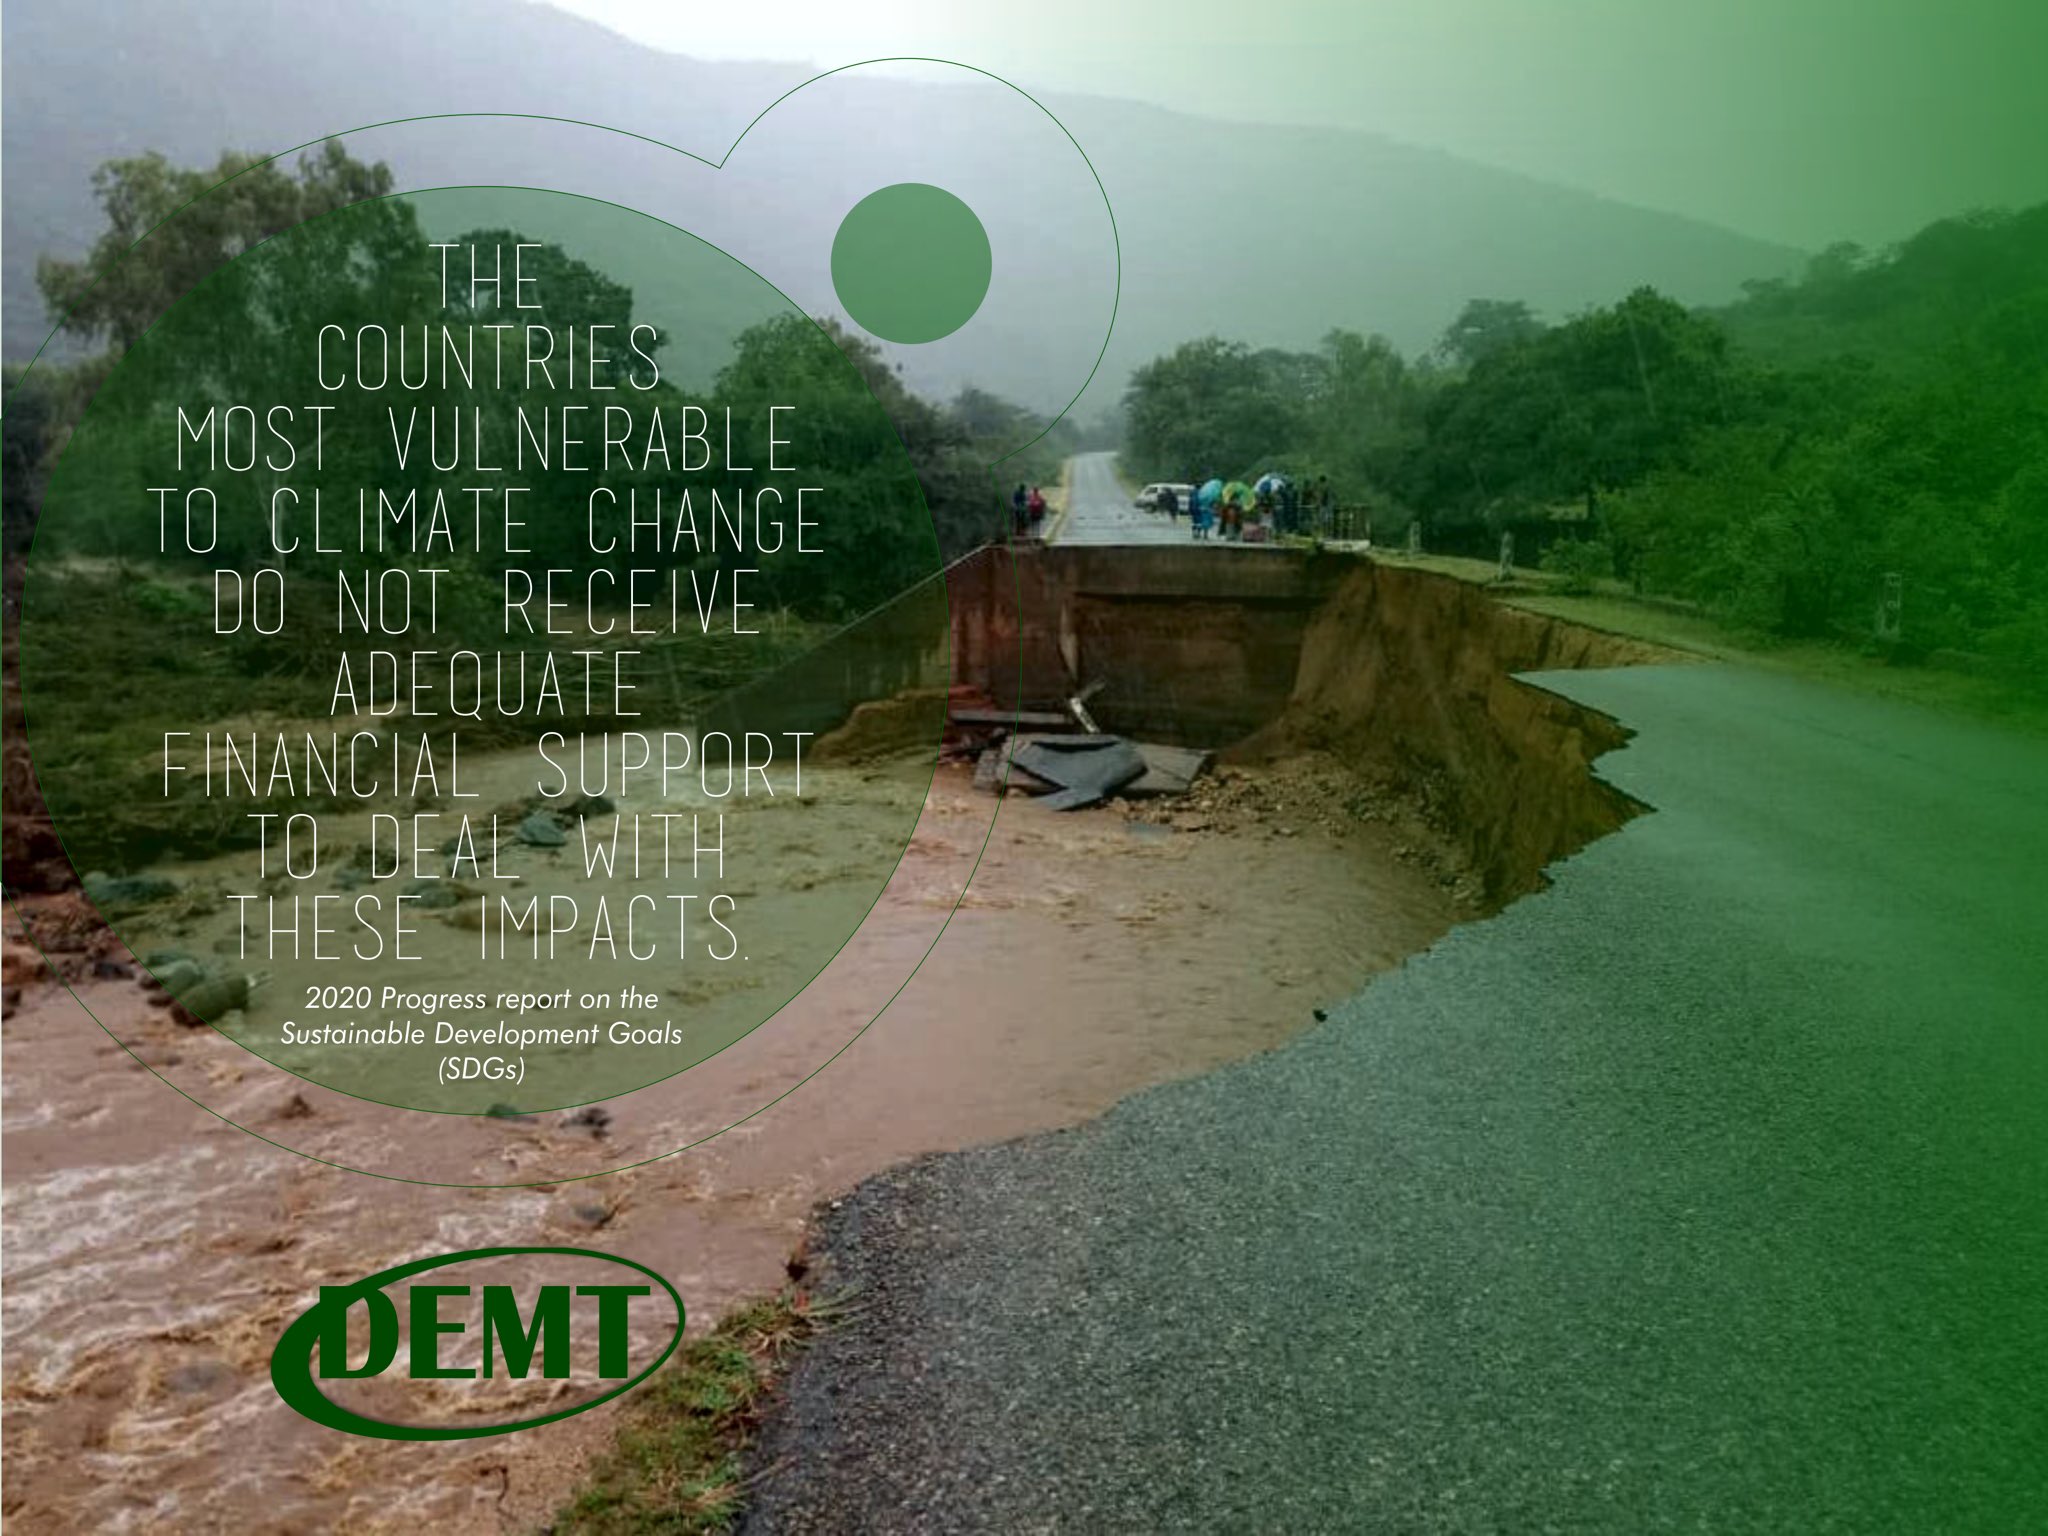 THE
COUNTRIES
MOST VULNERABLE
TO CLIMATE CHANGE
DO NOT RECEIVE
ADEQUATE
FINANCIAL SUPPORT
TO DEAL WITH
THESE IMPACTS.
2020 Progress report on the
Sustainable Development Goals
(SDGs)
DEMT